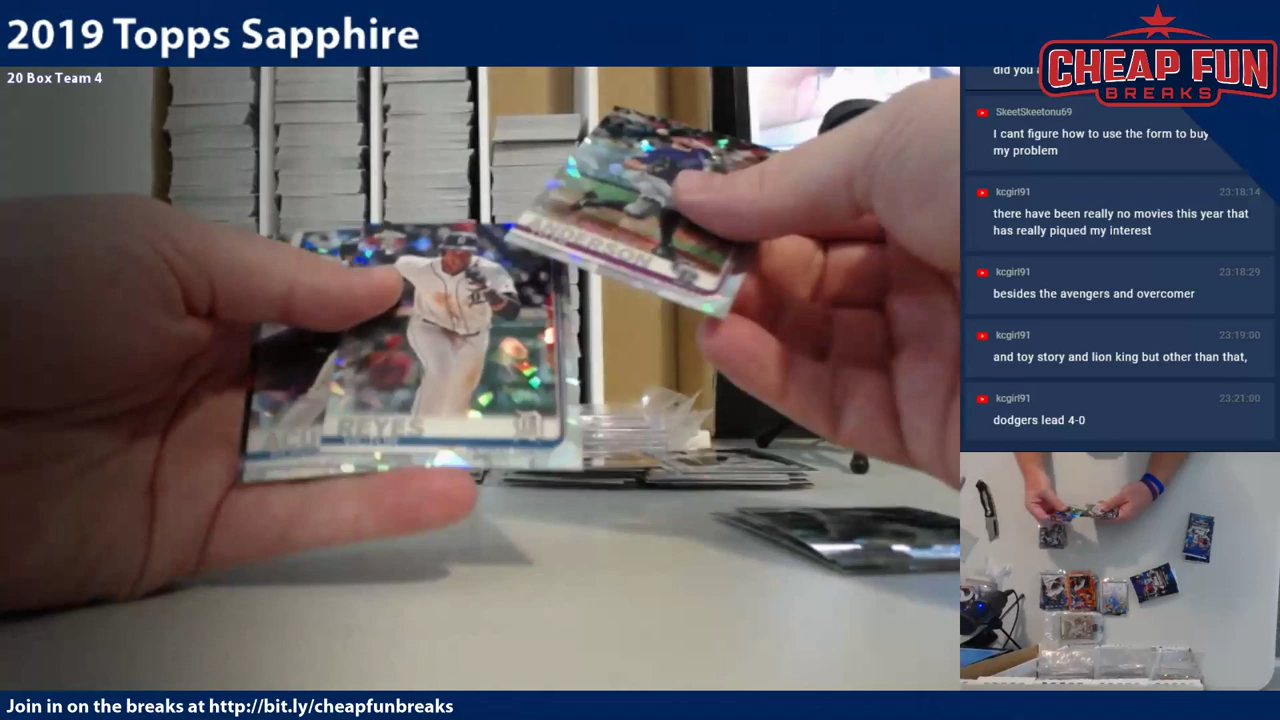 2019 Topps Sapphire
20 Box Team 4
CHEAP FUN
BREAKS
did you
SkeetSkeetonu69
I cant figure how to use the form to buy
my problem
kcgirl91 23:18:14
there have been really no movies this year that
has really piqued my interest
kcgirl91 23:18:29
besides the avengers and overcomer
kcgirl91 23:19:00
and toy story and lion king but other than that,
kcgirl91 23:21:00
dodgers lead 4-0
ANDERSON
REYES
Join in on the breaks at http://bit.ly/cheapfunbreaks